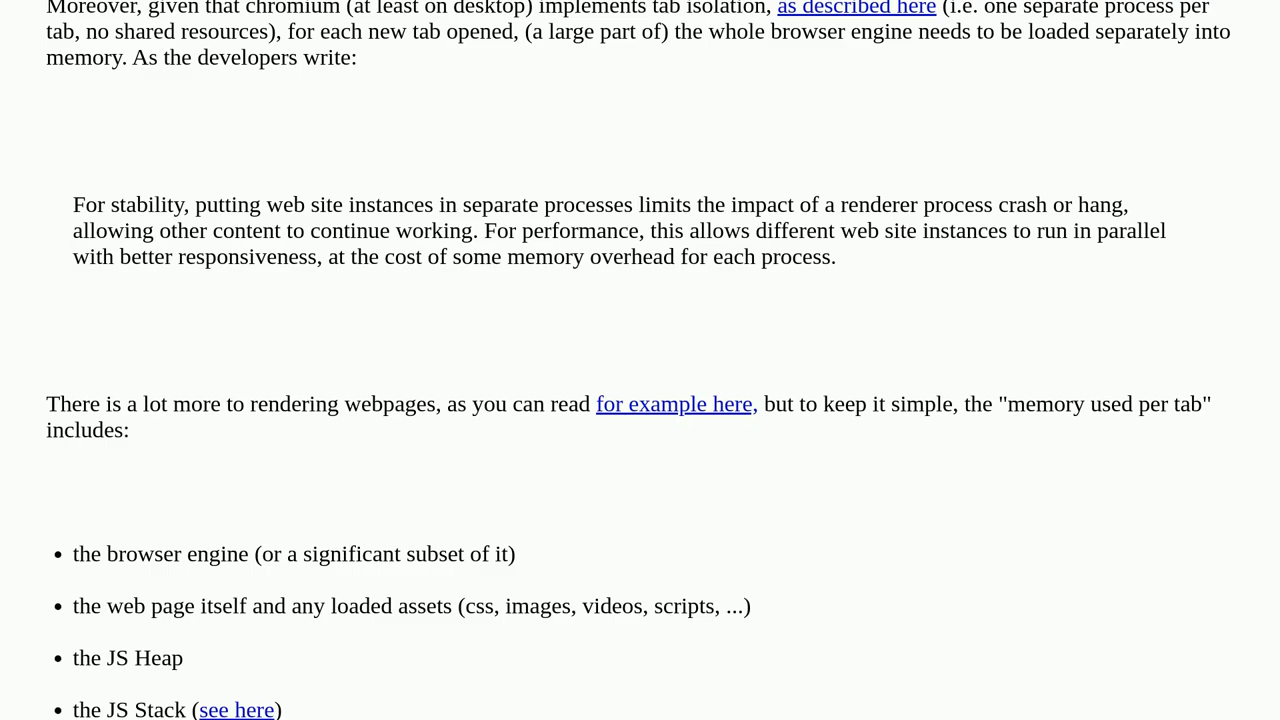 Moreover, given that chromium (at least on desktop) implements tab isolation, as described here (i.e. one separate process per
tab, no shared resources), for each new tab opened, (a large part of) the whole browser engine needs to be loaded separately into
memory. As the developers write:
For stability, putting web site instances in separate processes limits the impact of a renderer process crash or hang,
allowing other content to continue working. For performance, this allows different web site instances to run in parallel
with better responsiveness, at the cost of some memory overhead for each process.
There is a lot more to rendering webpages, as you can read for example here, but to keep it simple, the "memory used per tab"
includes:
• the browser engine (or a significant subset of it)
• the web page itself and any loaded assets (css, images, videos, scripts, ...)
• the JS Heap
• the JS Stack (see here)